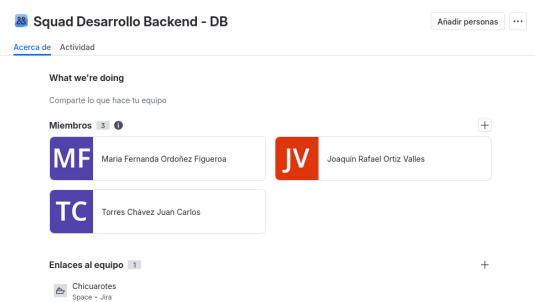 Squad Desarrollo Backend - DB
Añadir personas
Acerca de
Actividad
What we're doing
Comparte lo que hace tu equipo
Miembros 3
MF Maria Fernanda Ordoñez Figueroa
JV Joaquín Rafael Ortiz Valles
TC Torres Chávez Juan Carlos
Enlaces al equipo 1
Chicuarotes
Space • Jira